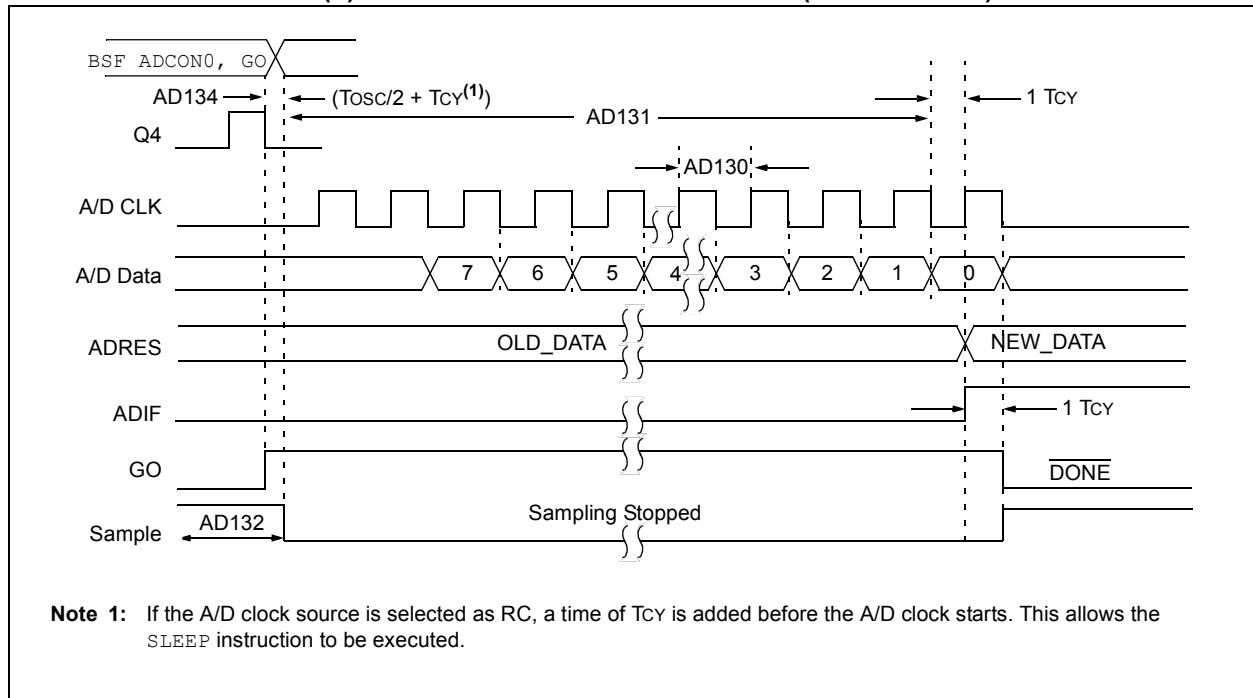 BSF ADCON0, GO
AD134
(TOSC/2 + TCY(1))
1 TCY
AD131
Q4
AD130
A/D CLK
A/D Data
7
6
5
4
3
2
1
0
ADRES
OLD_DATA
NEW_DATA
ADIF
1 TCY
GO
DONE
Sample
AD132
Sampling Stopped
Note 1: If the A/D clock source is selected as RC, a time of TCY is added before the A/D clock starts. This allows the
SLEEP instruction to be executed.